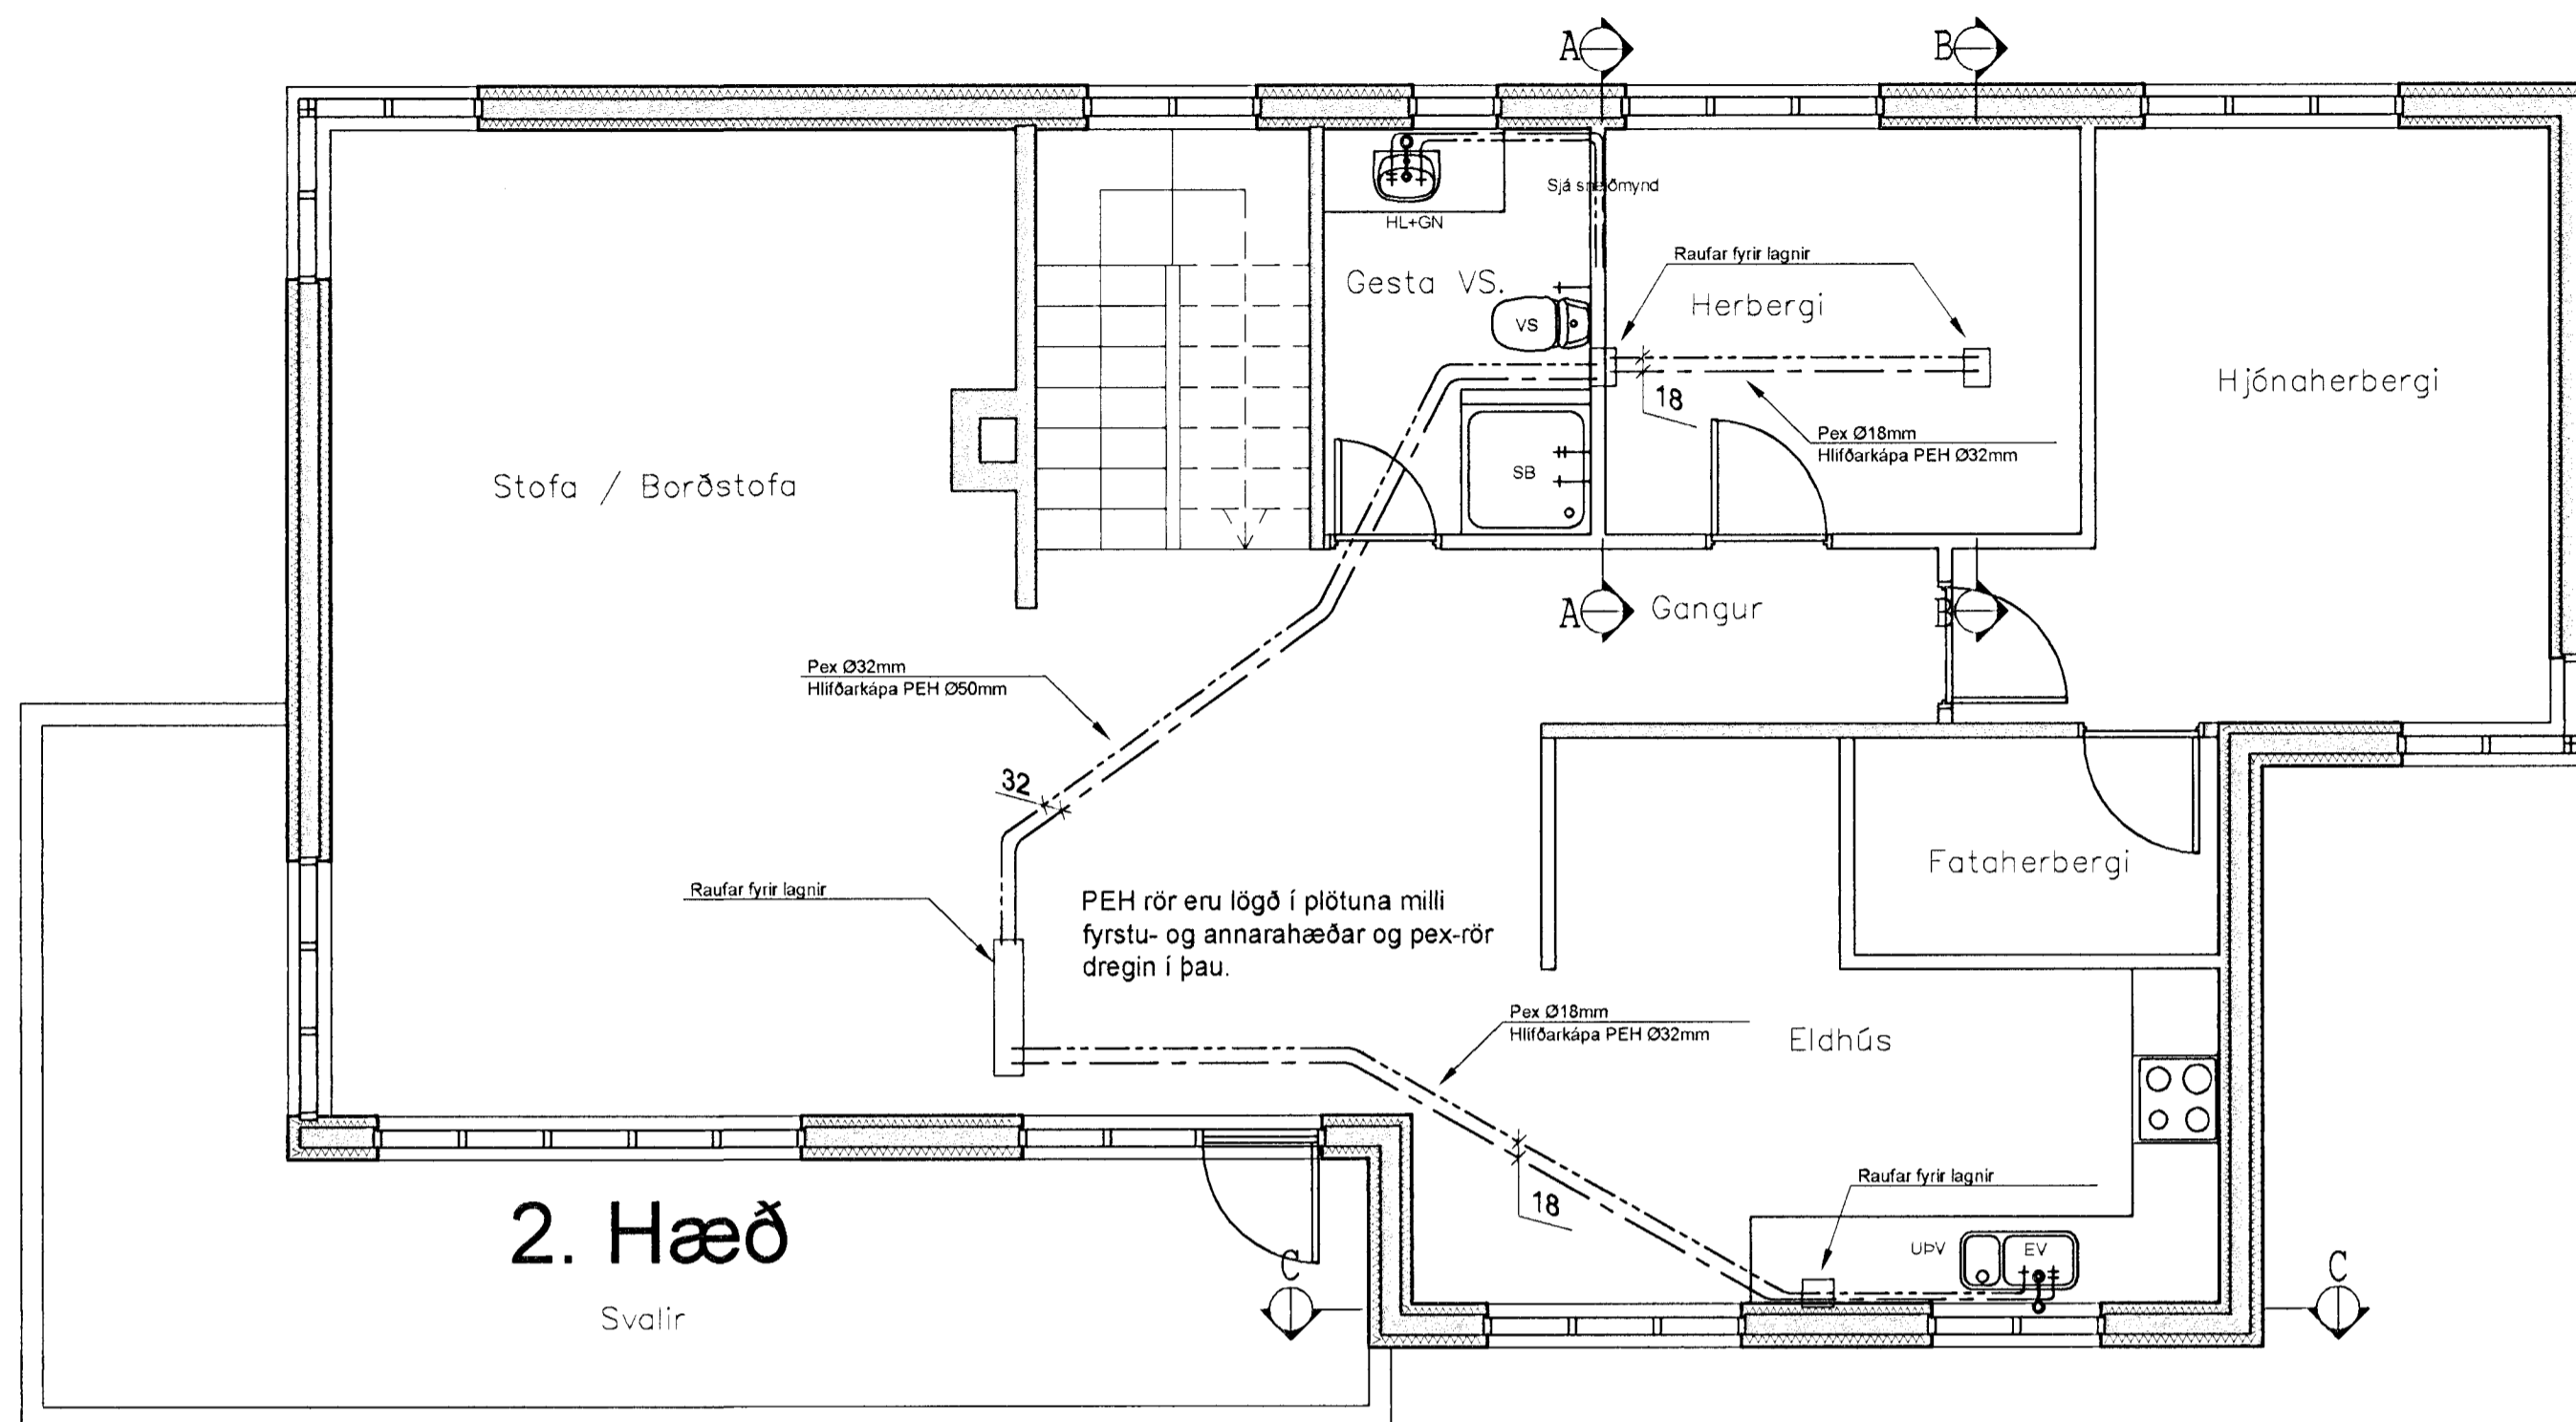 A
B
Sjá sneiðmynd
HL+GN
Raufar fyrir lagnir
Gesta VS.
Herbergi
VS
Hjónaherbergi
18
Pex Ø18mm
Hlífðarkápa PEH Ø32mm
Stofa / Borðstofa
SB
A
Gangur
B
Pex Ø32mm
Hlífðarkápa PEH Ø50mm
32
Fataherbergi
Raufar fyrir lagnir
PEH rör eru lögð í plötuna milli
fyrstu- og annarahæðar og pex-rör
dregin í þau.
Pex Ø18mm
Hlífðarkápa PEH Ø32mm
Eldhús
Raufar fyrir lagnir
18
2. Hæð
UÞV
EV
C
C
Svalir